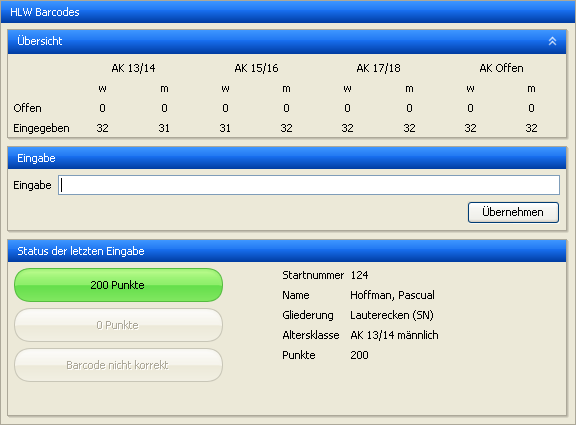 HLW Barcodes
Übersicht
AK 13/14 AK 15/16 AK 17/18 AK Offen
w m w m w m w m
Offen 0 0 0 0 0 0 0 0
Eingegeben 32 31 31 32 32 32 32 32
Eingabe
Eingabe
Übernehmen
Status der letzten Eingabe
200 Punkte
0 Punkte
Barcode nicht korrekt
Startnummer 124
Name Hoffman, Pascual
Gliederung Lauterecken (SN)
Altersklasse AK 13/14 männlich
Punkte 200